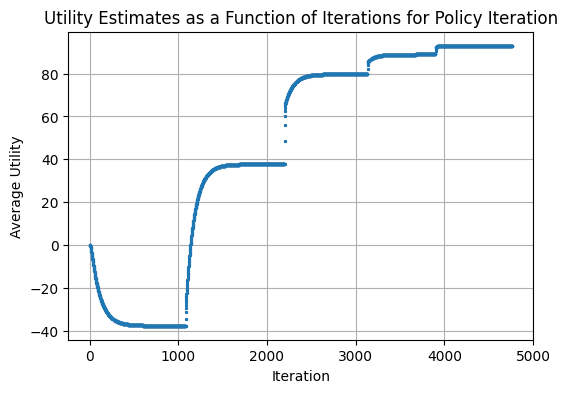 Utility Estimates as a Function of Iterations for Policy Iteration
Average Utility
80
60
40
20
0
−20
−40
0 1000 2000 3000 4000 5000
Iteration